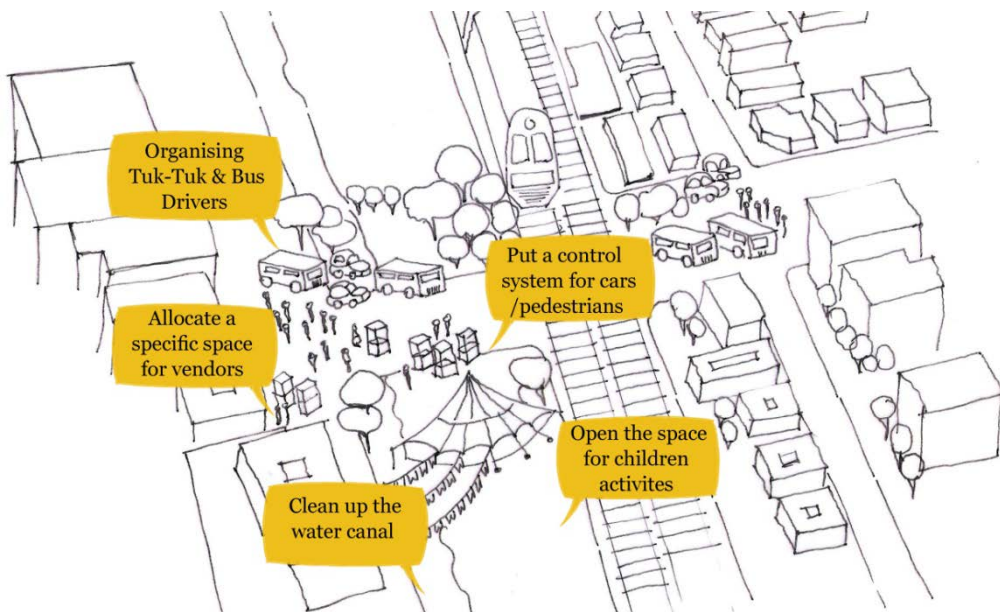 Organising
Tuk-Tuk & Bus
Drivers
Put a control
system for cars
/pedestrians
Allocate a
specific space
for vendors
Open the space
for children
activites
Clean up the
water canal